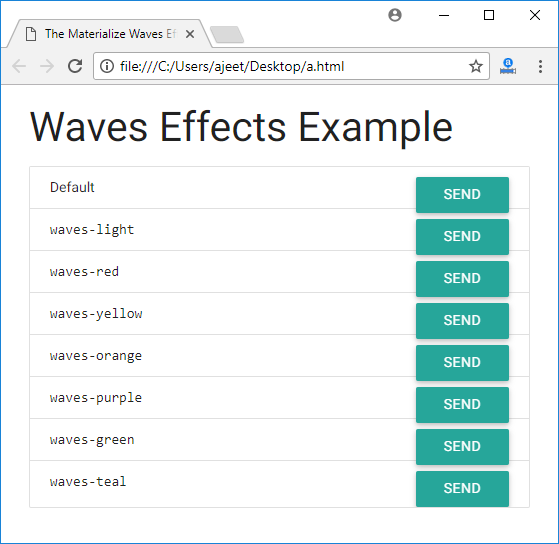 The Materialize Waves Ef
file:///C:/Users/ajeet/Desktop/a.html
a
Waves Effects Example
Default SEND
waves-light SEND
waves-red SEND
waves-yellow SEND
waves-orange SEND
waves-purple SEND
waves-green SEND
waves-teal SEND